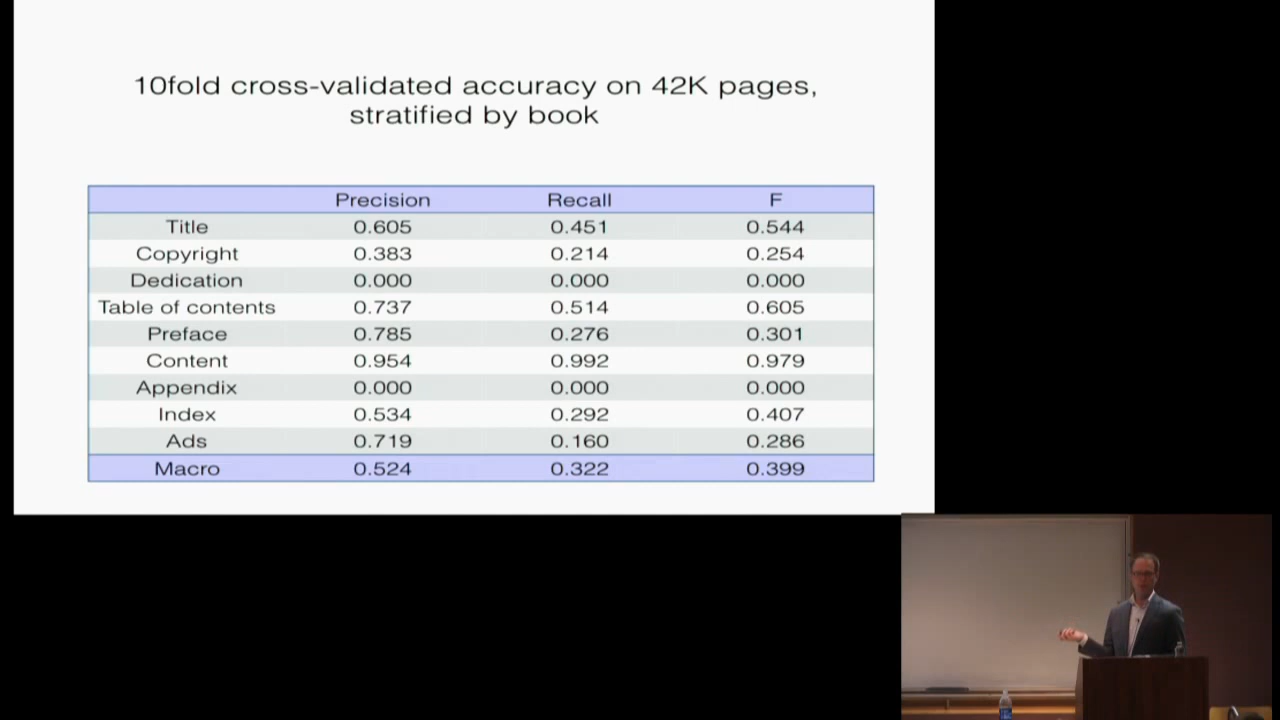 10fold cross-validated accuracy on 42K pages,
stratified by book
Precision Recall F
Title 0.605 0.451 0.544
Copyright 0.383 0.214 0.254
Dedication 0.000 0.000 0.000
Table of contents 0.737 0.514 0.605
Preface 0.785 0.276 0.301
Content 0.954 0.992 0.979
Appendix 0.000 0.000 0.000
Index 0.534 0.292 0.407
Ads 0.719 0.160 0.286
Macro 0.524 0.322 0.399